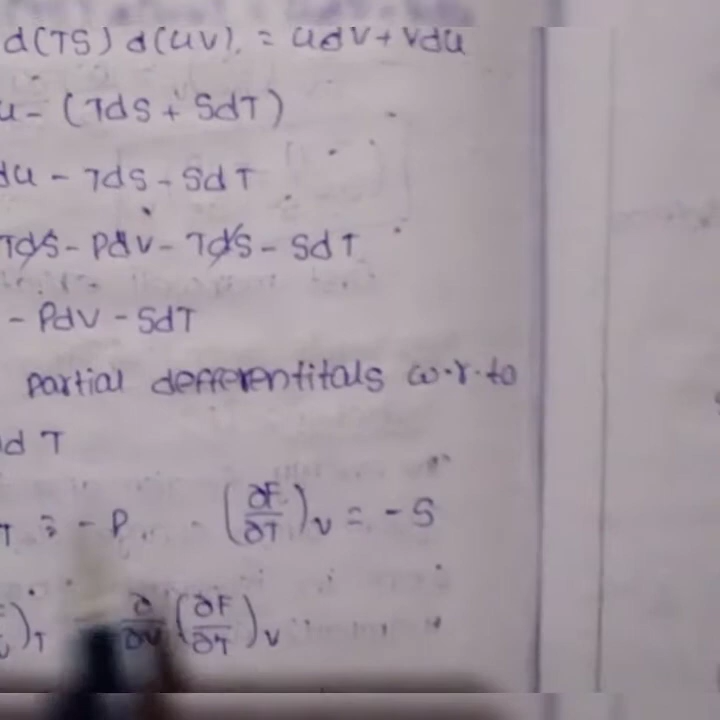 d(TS) d(uv) = udv + vdu
u - (Tds + SdT)
du - Tds - SdT
Tds - Pdv - Tds - SdT
- Pdv - SdT
partial defferentitals w.r.to
d T
T = - P (∂F/∂T)v = - S
)T ∂/∂v (∂F/∂T)v